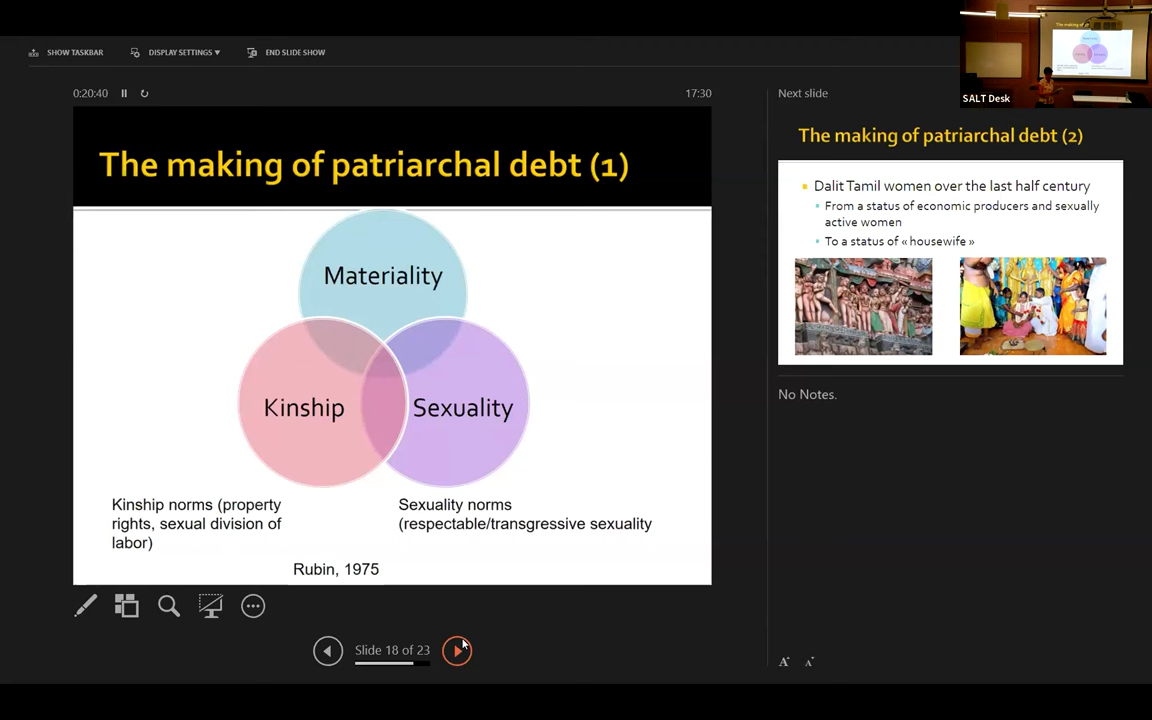 SHOW TASKBAR
DISPLAY SETTINGS
END SLIDE SHOW
SALT Desk
0:20:40
17:30
Next slide
The making of patriarchal debt (1)
Materiality
Kinship
Sexuality
Kinship norms (property
rights, sexual division of
labor)
Sexuality norms
(respectable/transgressive sexuality
Rubin, 1975
The making of patriarchal debt (2)
Dalit Tamil women over the last half century
From a status of economic producers and sexually
active women
To a status of « housewife »
No Notes.
Slide 18 of 23
A A